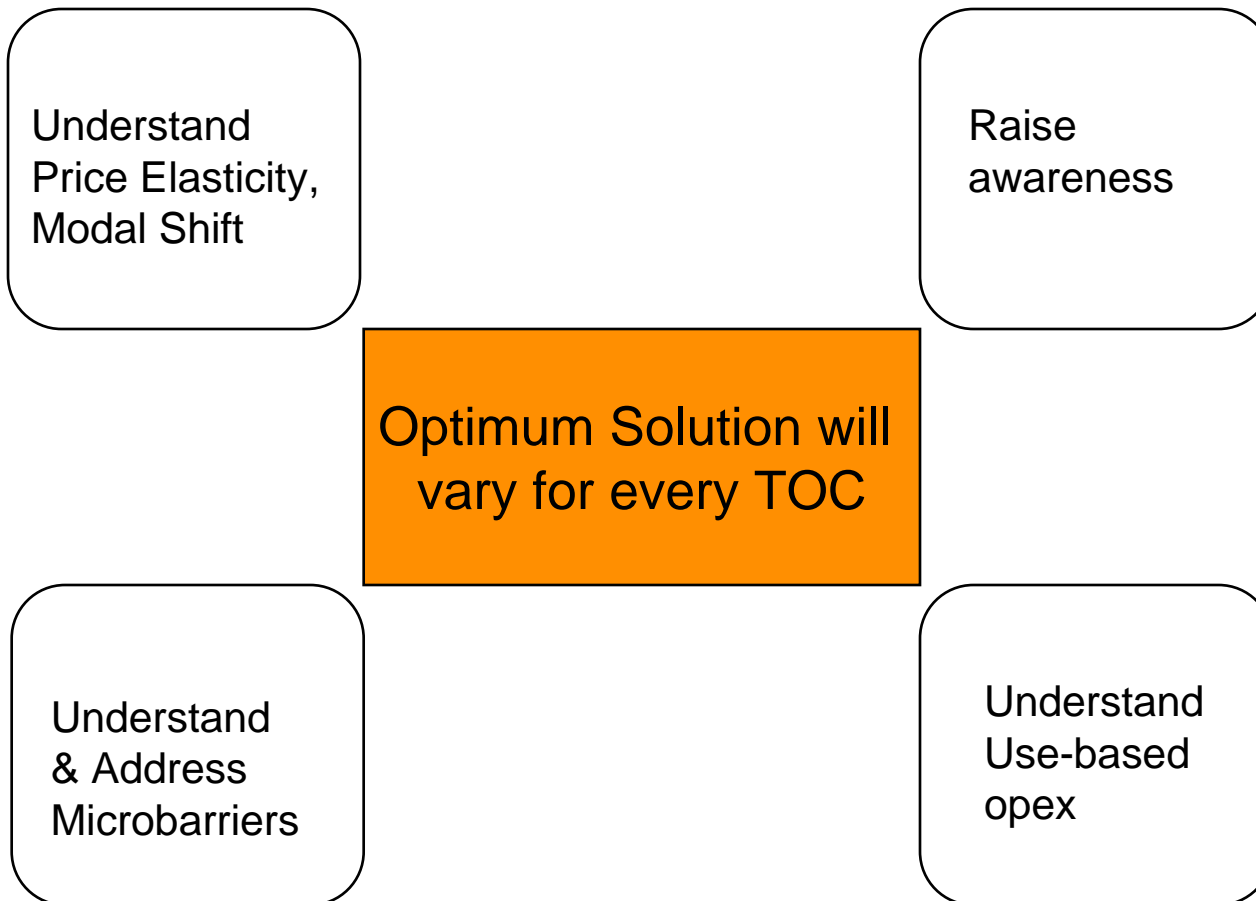 Understand
Price Elasticity,
Modal Shift
Raise
awareness
Optimum Solution will
vary for every TOC
Understand
& Address
Microbarriers
Understand
Use-based
opex